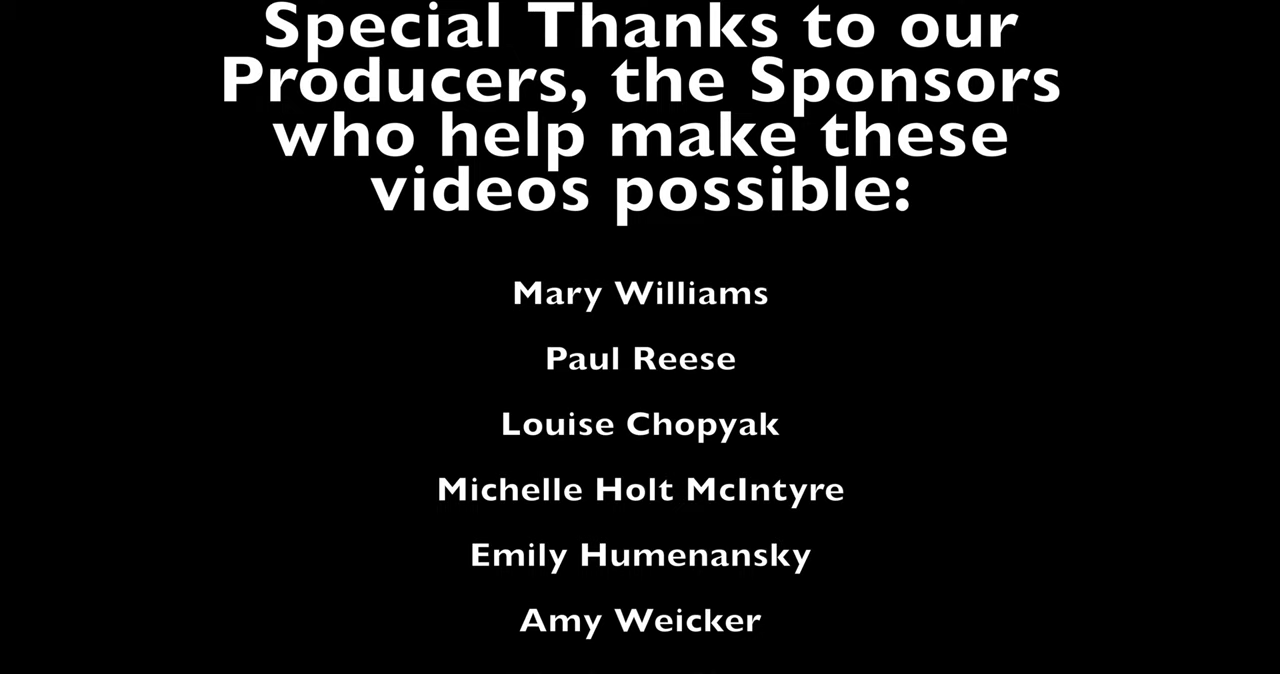 Special Thanks to our
Producers, the Sponsors
who help make these
videos possible:
Mary Williams
Paul Reese
Louise Chopyak
Michelle Holt McIntyre
Emily Humenansky
Amy Weicker